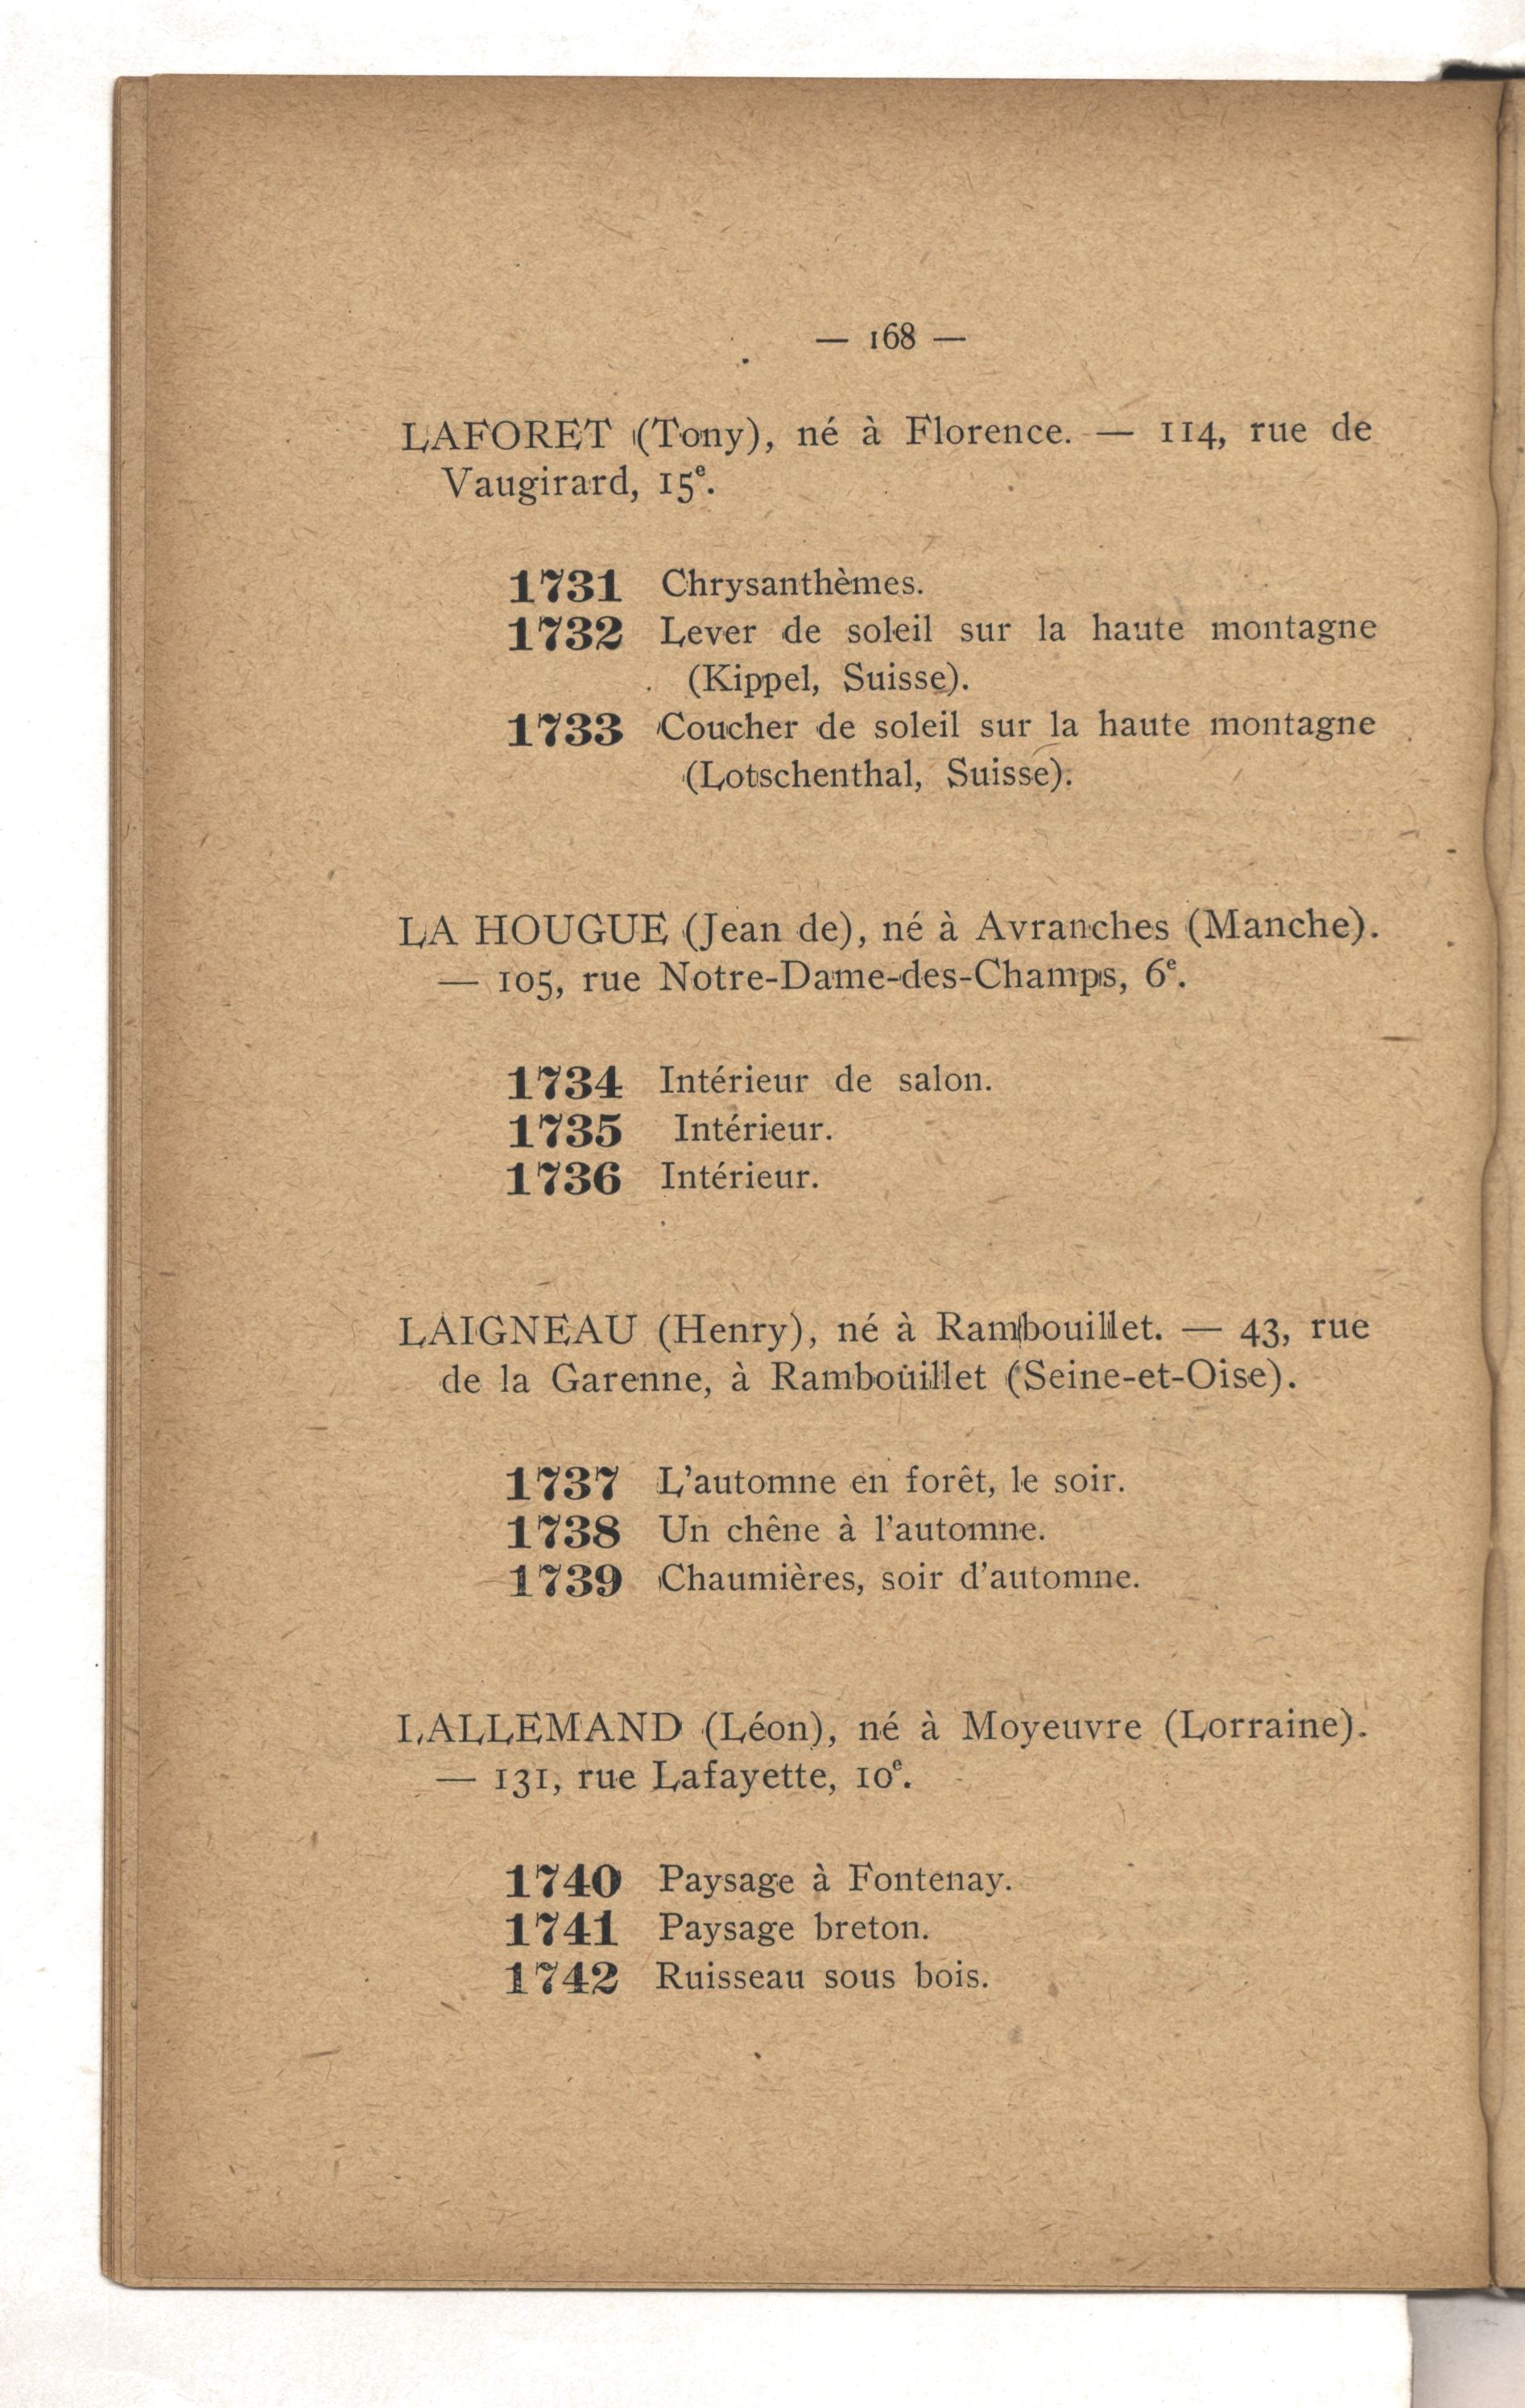 — 168 —
LAFORET (Tony), né à Florence. — 114, rue de
Vaugirard, 15e.
1731 Chrysanthèmes.
1732 Lever de soleil sur la haute montagne
(Kippel, Suisse).
1733 Coucher de soleil sur la haute montagne
(Lotschenthal, Suisse).
LA HOUGUE (Jean de), né à Avranches (Manche).
— 105, rue Notre-Dame-des-Champs, 6e.
1734 Intérieur de salon.
1735 Intérieur.
1736 Intérieur.
LAIGNEAU (Henry), né à Rambouillet. — 43, rue
de la Garenne, à Rambouillet (Seine-et-Oise).
1737 L'automne en forêt, le soir.
1738 Un chêne à l'automne.
1739 Chaumières, soir d'automne.
LALLEMAND (Léon), né à Moyeuvre (Lorraine).
— 131, rue Lafayette, 10e.
1740 Paysage à Fontenay.
1741 Paysage breton.
1742 Ruisseau sous bois.